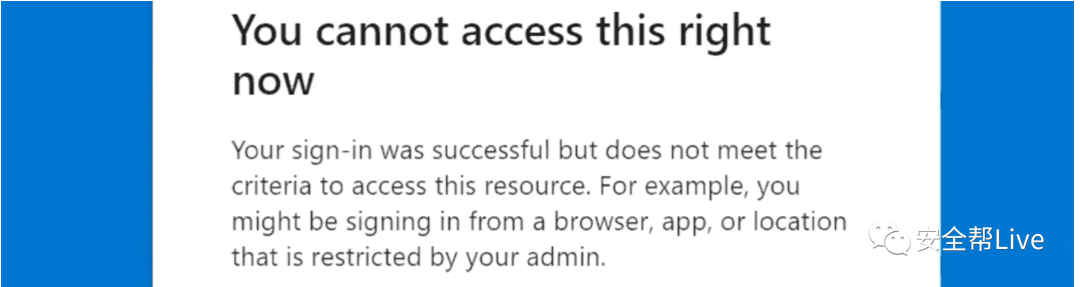 You cannot access this right
now
Your sign-in was successful but does not meet the
criteria to access this resource. For example, you
might be signing in from a browser, app, or location
that is restricted by your admin.
安全帮Live